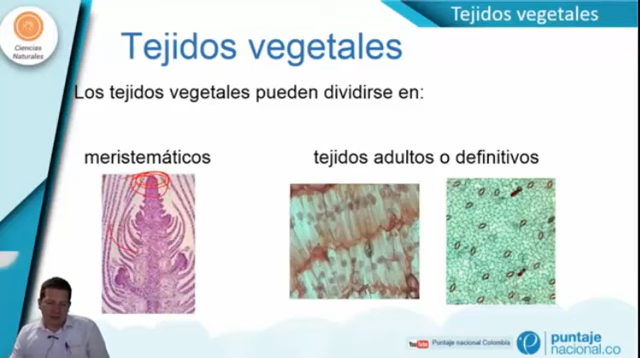 Tejidos vegetales
Ciencias
Naturales
Tejidos vegetales
Los tejidos vegetales pueden dividirse en:
meristemáticos
tejidos adultos o definitivos
YouTube Puntaje nacional Colombia
puntaje
nacional.co